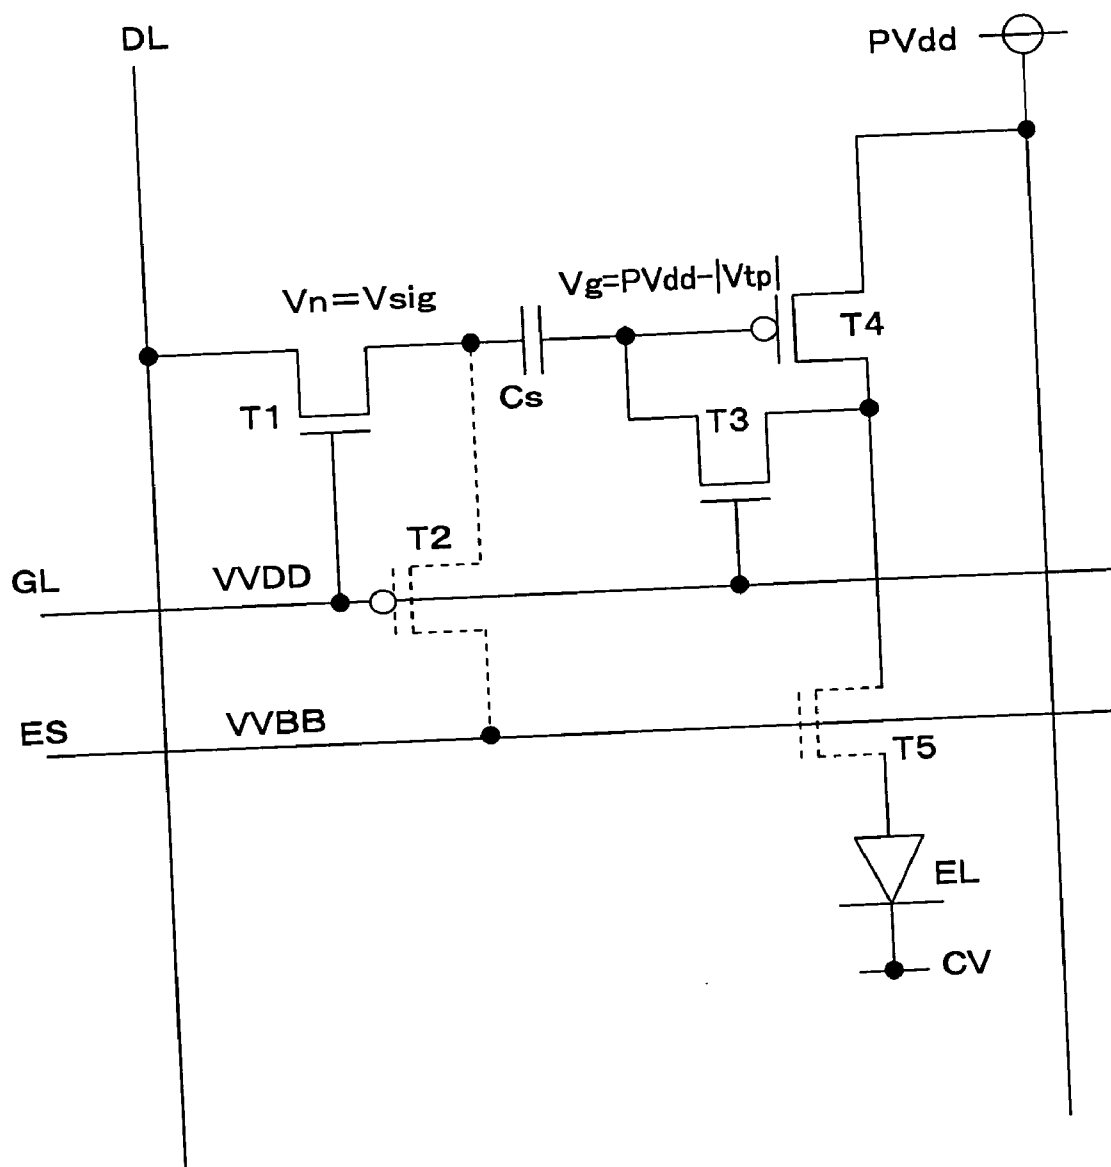 DL
PVdd
Vn=Vsig
Vg=PVdd-|Vtp|
T4
Cs
T1
T3
T2
GL
VVDD
ES
VVBB
T5
EL
CV